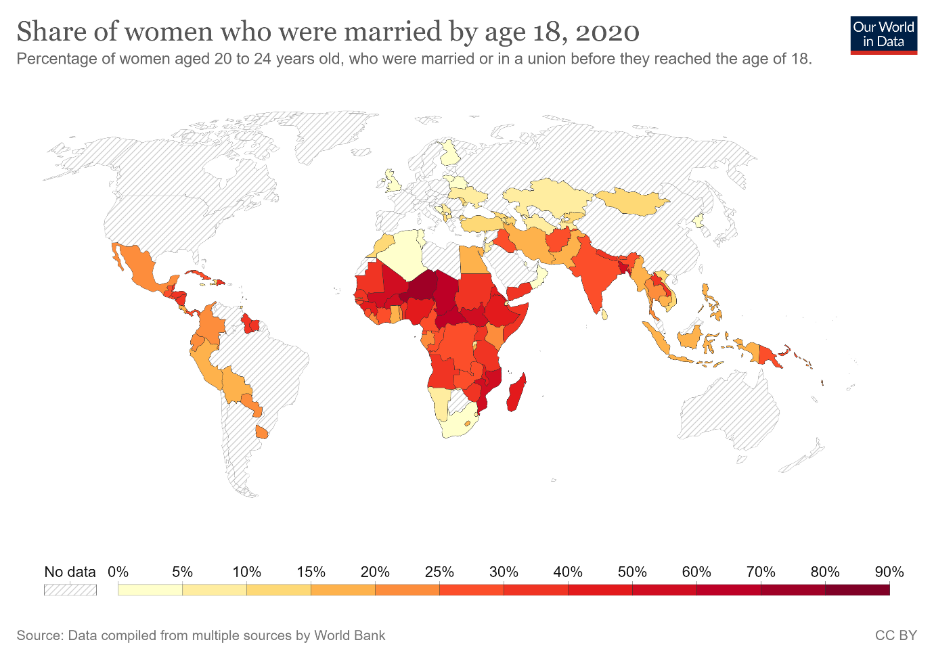 Share of women who were married by age 18, 2020
Percentage of women aged 20 to 24 years old, who were married or in a union before they reached the age of 18.
Our World
in Data
No data 0% 5% 10% 15% 20% 25% 30% 40% 50% 60% 70% 80% 90%
Source: Data compiled from multiple sources by World Bank
CC BY